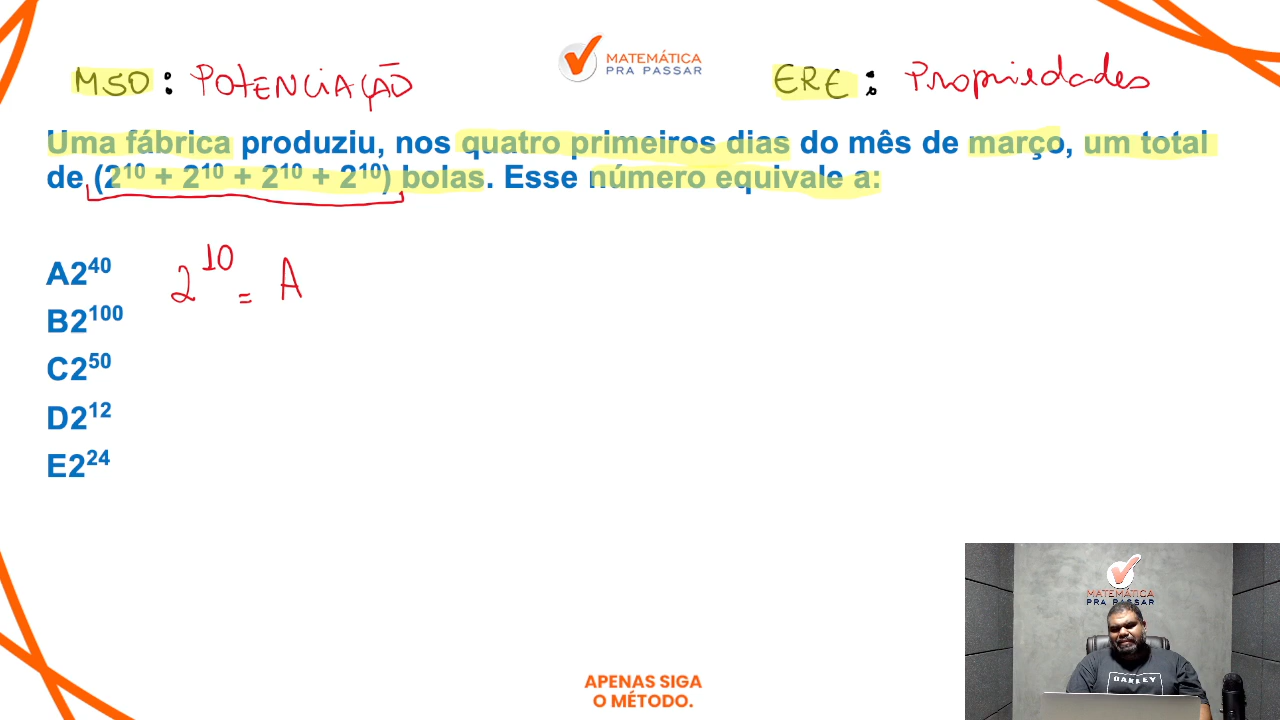 MATEMÁTICA
PRA PASSAR
MSO : POTENCIAÇÃO
ERE : Propriedades
Uma fábrica produziu, nos quatro primeiros dias do mês de março, um total
de (2¹⁰ + 2¹⁰ + 2¹⁰ + 2¹⁰) bolas. Esse número equivale a:
A2⁴⁰
2¹⁰ = A
B2¹⁰⁰
C2⁵⁰
D2¹²
E2²⁴
MATEMÁTICA
PRA PASSAR
OAKLEY
APENAS SIGA
O MÉTODO.